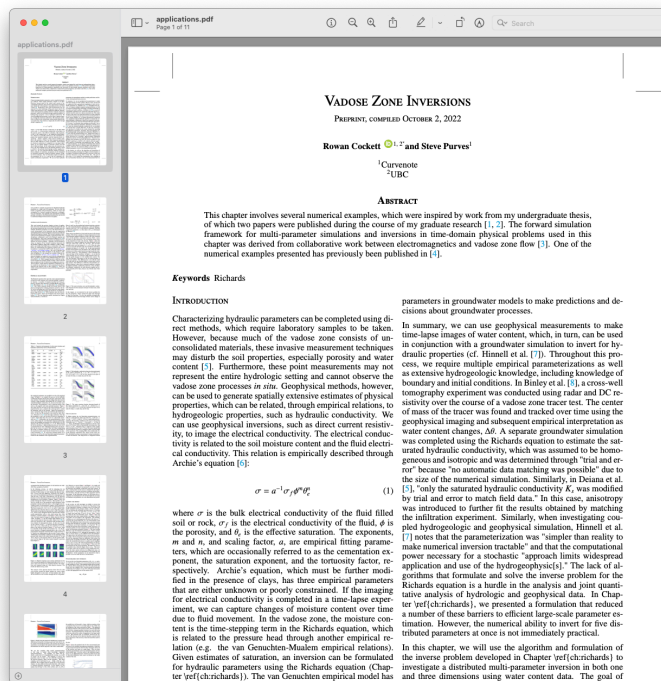 applications.pdf
Page 1 of 11
Search
applications.pdf
1
2
3
4
VADOSE ZONE INVERSIONS
PREPRINT, COMPILED OCTOBER 2, 2022
Rowan Cockett 1, 2* and Steve Purves1
1Curvenote
2UBC
ABSTRACT
This chapter involves several numerical examples, which were inspired by work from my undergraduate thesis,
of which two papers were published during the course of my graduate research [1, 2]. The forward simulation
framework for multi-parameter simulations and inversions in time-domain physical problems used in this
chapter was derived from collaborative work between electromagnetics and vadose zone flow [3]. One of the
numerical examples presented has previously been published in [4].
Keywords Richards
INTRODUCTION
Characterizing hydraulic parameters can be completed using di-
rect methods, which require laboratory samples to be taken.
However, because much of the vadose zone consists of un-
consolidated materials, these invasive measurement techniques
may disturb the soil properties, especially porosity and water
content [5]. Furthermore, these point measurements may not
represent the entire hydrologic setting and cannot observe the
vadose zone processes in situ. Geophysical methods, however,
can be used to generate spatially extensive estimates of physical
properties, which can be related, through empirical relations, to
hydrogeologic properties, such as hydraulic conductivity. We
can use geophysical inversions, such as direct current resistiv-
ity, to image the electrical conductivity. The electrical conduc-
tivity is related to the soil moisture content and the fluid electri-
cal conductivity. This relation is empirically described through
Archie's equation [6]:
σ = a⁻¹σ_f ϕᵐθₑⁿ (1)
where σ is the bulk electrical conductivity of the fluid filled
soil or rock, σ_f is the electrical conductivity of the fluid, ϕ is
the porosity, and θₑ is the effective saturation. The exponents,
m and n, and scaling factor, a, are empirical fitting parame-
ters, which are occasionally referred to as the cementation ex-
ponent, the saturation exponent, and the tortuosity factor, re-
spectively. Archie's equation, which must be further modi-
fied in the presence of clays, has three empirical parameters
that are either unknown or poorly constrained. If the imaging
for electrical conductivity is completed in a time-lapse exper-
iment, we can capture changes of moisture content over time
due to fluid movement. In the vadose zone, the moisture con-
tent is the time-stepping term in the Richards equation, which
is related to the pressure head through another empirical re-
lation (e.g. the van Genuchten-Mualem empirical relations).
Given estimates of saturation, an inversion can be formulated
for hydraulic parameters using the Richards equation (Chap-
ter \ref{ch:richards}). The van Genuchten empirical model has
parameters in groundwater models to make predictions and de-
cisions about groundwater processes.
In summary, we can use geophysical measurements to make
time-lapse images of water content, which, in turn, can be used
in conjunction with a groundwater simulation to invert for hy-
draulic properties (cf. Hinnell et al. [7]). Throughout this pro-
cess, we require multiple empirical parameterizations as well
as extensive hydrogeologic knowledge, including knowledge of
boundary and initial conditions. In Binley et al. [8], a cross-well
tomography experiment was conducted using radar and DC re-
sistivity over the course of a vadose zone tracer test. The center
of mass of the tracer was found and tracked over time using the
geophysical imaging and subsequent empirical interpretation as
water content changes, Δθ. A separate groundwater simulation
was completed using the Richards equation to estimate the sat-
urated hydraulic conductivity, which was assumed to be homo-
geneous and isotropic and was determined through "trial and er-
ror" because "no automatic data matching was possible" due to
the size of the numerical simulation. Similarly, in Deiana et al.
[5], "only the saturated hydraulic conductivity Kₛ was modified
by trial and error to match field data." In this case, anisotropy
was introduced to further fit the results obtained by matching
the infiltration experiment. Similarly, when investigating cou-
pled hydrologic and geophysical simulation, Hinnell et al.
[7] notes that the parameterization was "simpler than reality to
make numerical inversion tractable" and that the computational
power necessary for a stochastic "approach limits widespread
application and use of the hydrogeophysic[s]." The lack of al-
gorithms that formulate and solve the inverse problem for the
Richards equation is a hurdle in the analysis and joint quanti-
tative analysis of hydrologic and geophysical data. In Chap-
ter \ref{ch:richards}, we presented a formulation that reduced
a number of these barriers to efficient large-scale parameter es-
timation. However, the numerical ability to invert for five dis-
tributed parameters at once is not immediately practical.
In this chapter, we will use the algorithm and formulation of
the inverse problem developed in Chapter \ref{ch:richards} to
investigate a distributed multi-parameter inversion in both one
and three dimensions using water content data. The goal of